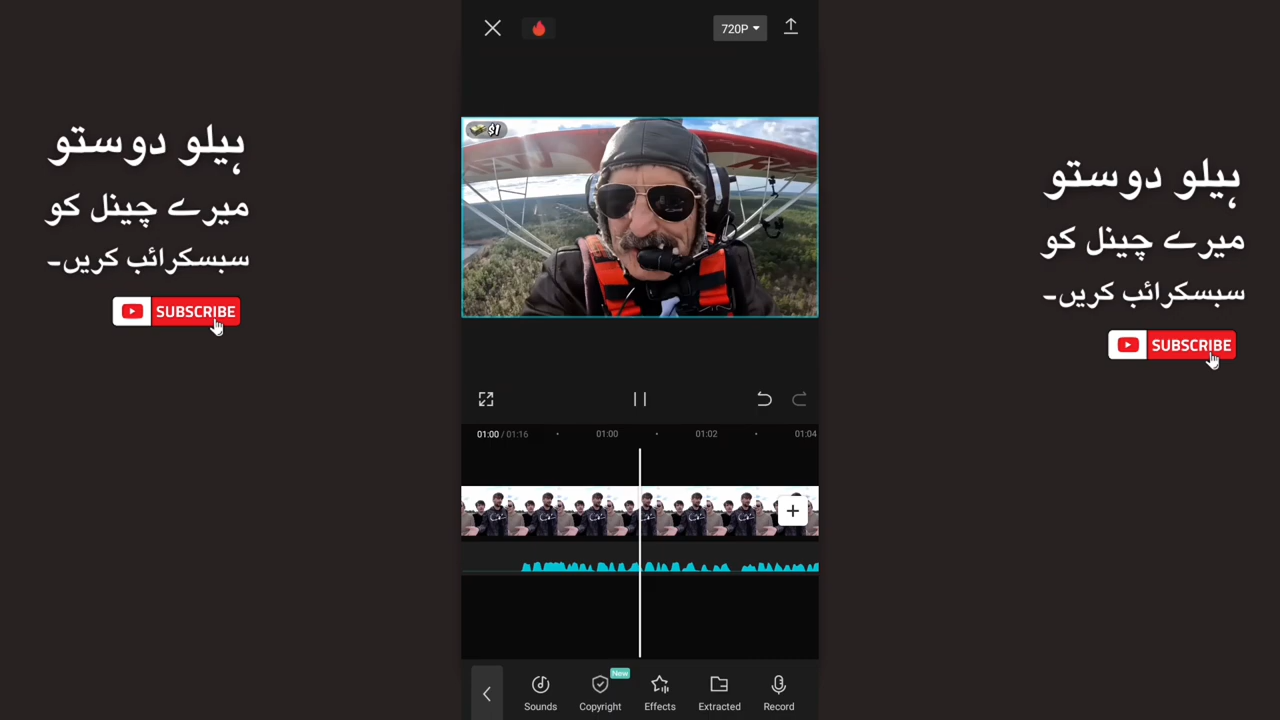 ہیلو دوستو
میرے چینل کو
سبسکرائب کریں۔
SUBSCRIBE
720P
$1
01:00 / 01:16
01:00
01:02
01:04
New
Sounds
Copyright
Effects
Extracted
Record
ہیلو دوستو
میرے چینل کو
سبسکرائب کریں۔
SUBSCRIBE